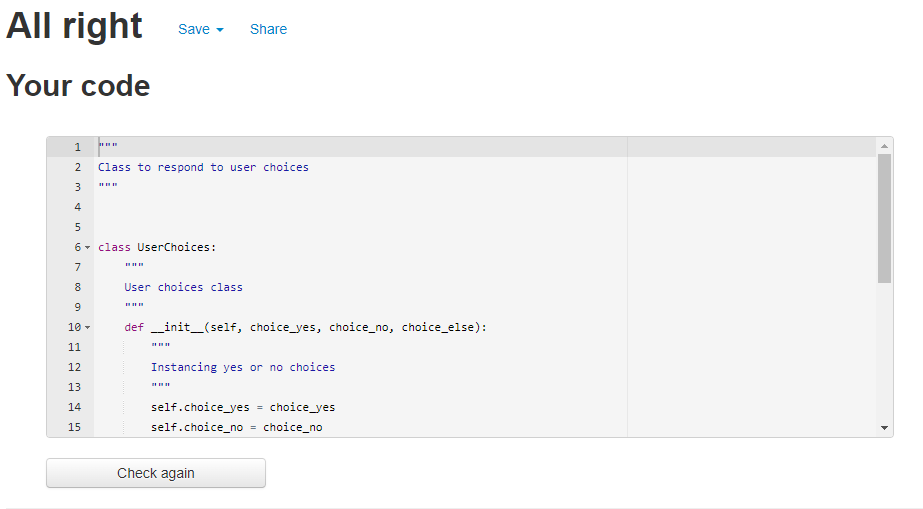 All right Save Share
Your code
1 """
2 Class to respond to user choices
3 """
4
5
6 class UserChoices:
7     """
8     User choices class
9     """
10     def __init__(self, choice_yes, choice_no, choice_else):
11         """
12         Instancing yes or no choices
13         """
14         self.choice_yes = choice_yes
15         self.choice_no = choice_no
Check again